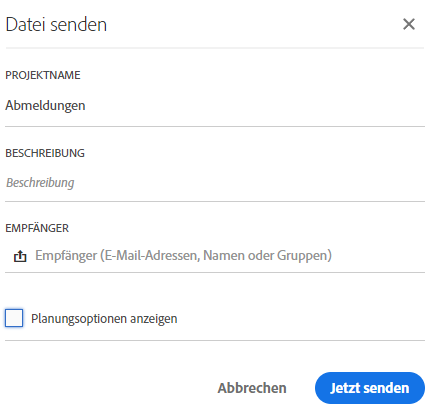 Datei senden
PROJEKTNAME
Abmeldungen
BESCHREIBUNG
Beschreibung
EMPFÄNGER
Empfänger (E-Mail-Adressen, Namen oder Gruppen)
Planungsoptionen anzeigen
Abbrechen Jetzt senden